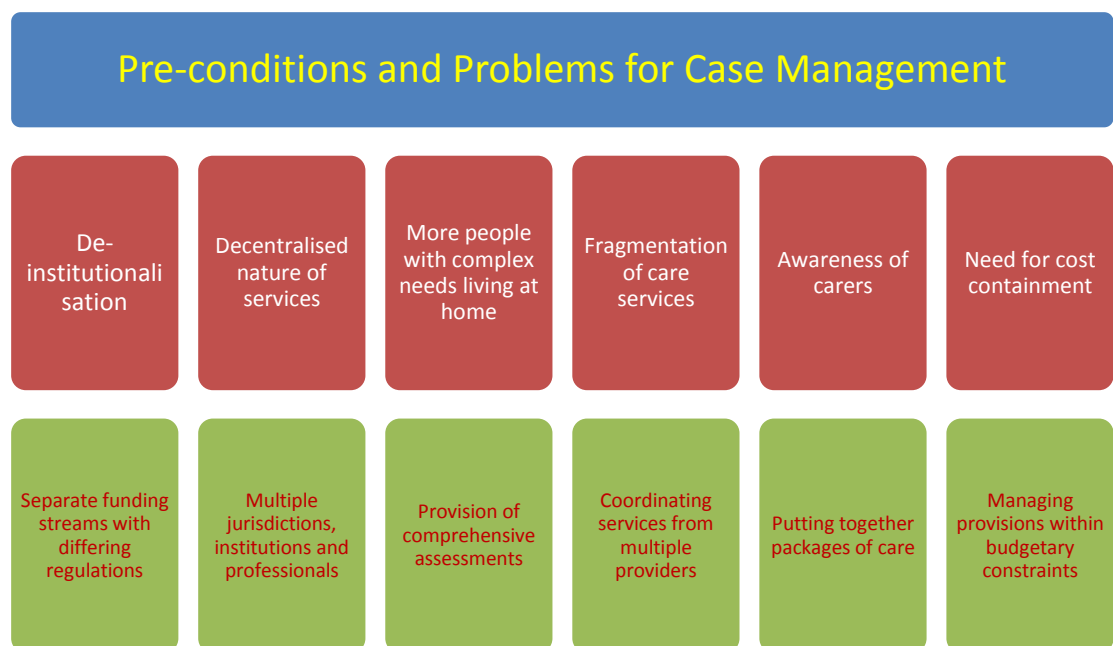 Pre-conditions and Problems for Case Management
De-
institutionali
sation
Decentralised
nature of
services
More people
with complex
needs living at
home
Fragmentation
of care
services
Awareness of
carers
Need for cost
containment
Separate funding
streams with
differing
regulations
Multiple
jurisdictions,
institutions and
professionals
Provision of
comprehensive
assessments
Coordinating
services from
multiple
providers
Putting together
packages of care
Managing
provisions within
budgetary
constraints